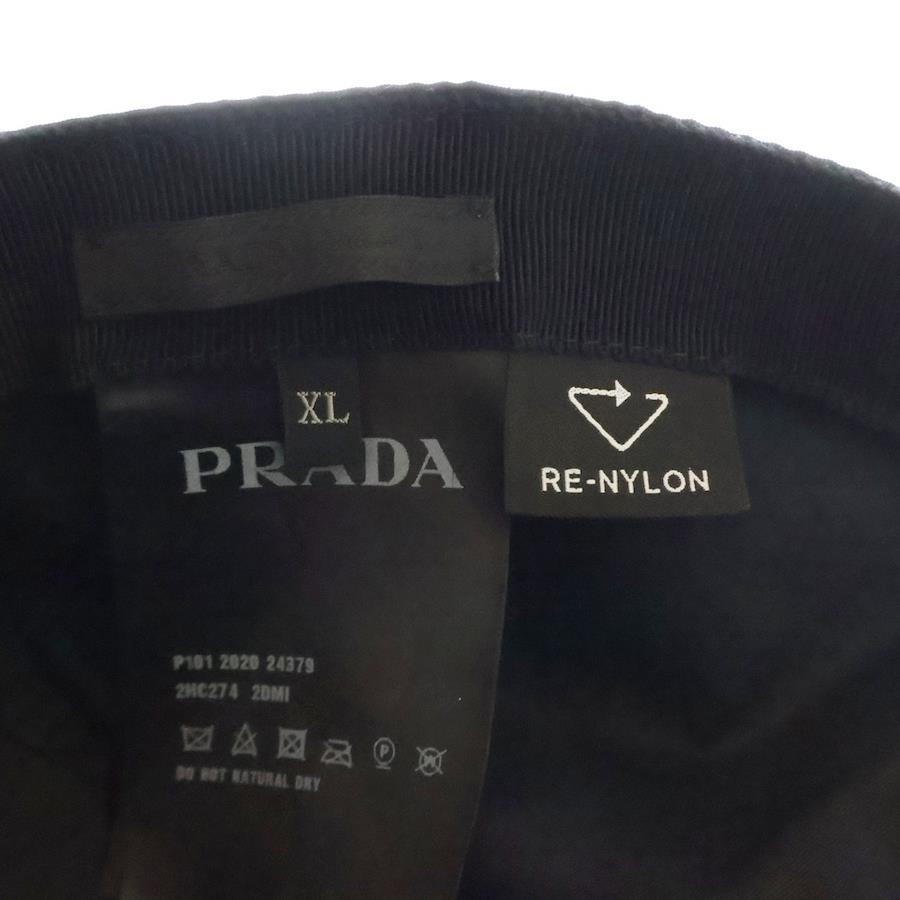 XL
PRADA
RE-NYLON
P101 2020 24379
2HC274 2DMI
P
W
DO NOT NATURAL DRY